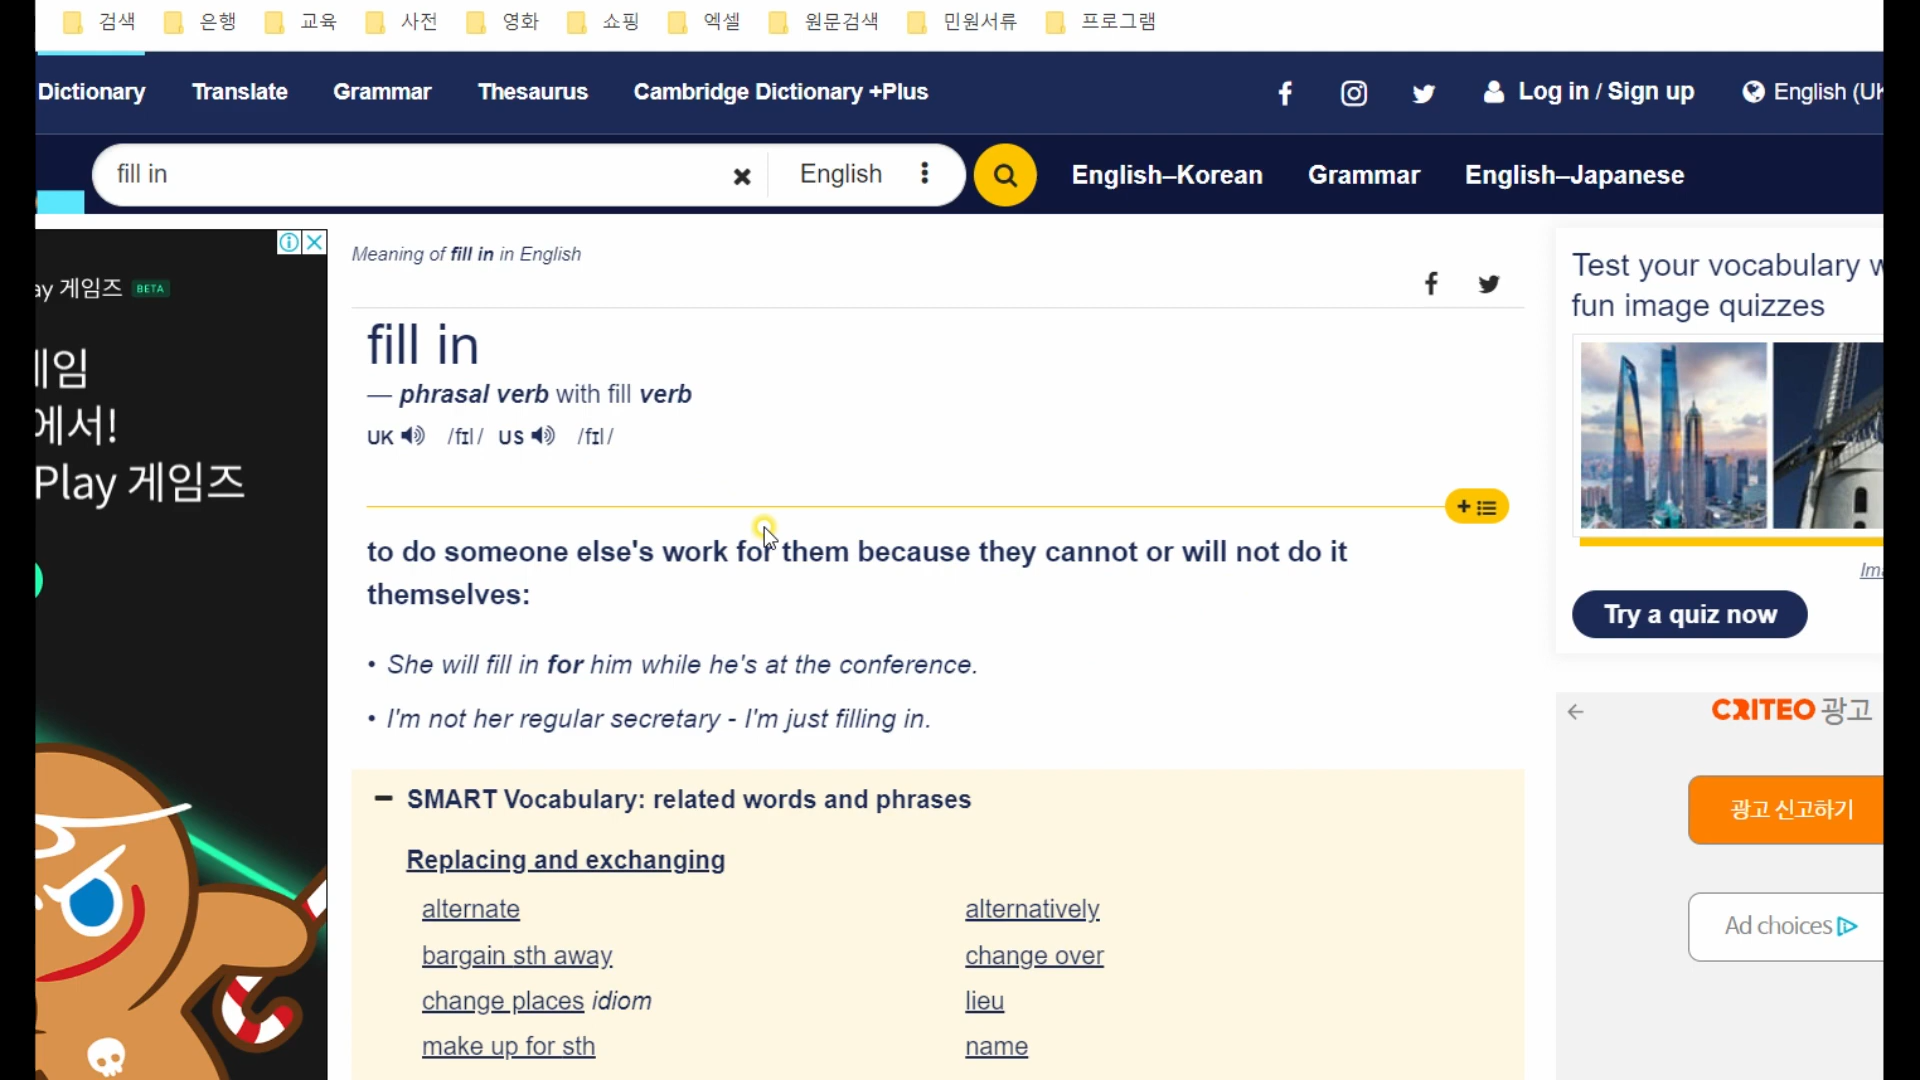 검색 은행 교육 사전 영화 쇼핑 엑셀 원문검색 민원서류 프로그램
Dictionary Translate Grammar Thesaurus Cambridge Dictionary +Plus Log in / Sign up English (UK
fill in English English–Korean Grammar English–Japanese
Meaning of fill in in English
fill in
— phrasal verb with fill verb
UK /fɪl/ US /fɪl/
to do someone else's work for them because they cannot or will not do it
themselves:
• She will fill in for him while he's at the conference.
• I'm not her regular secretary - I'm just filling in.
SMART Vocabulary: related words and phrases
Replacing and exchanging
alternate alternatively
bargain sth away change over
change places idiom lieu
make up for sth name
ay 게임즈 BETA
에서!
Play 게임즈
Test your vocabulary w
fun image quizzes
Try a quiz now
CRITEO 광고
광고 신고하기
Ad choices